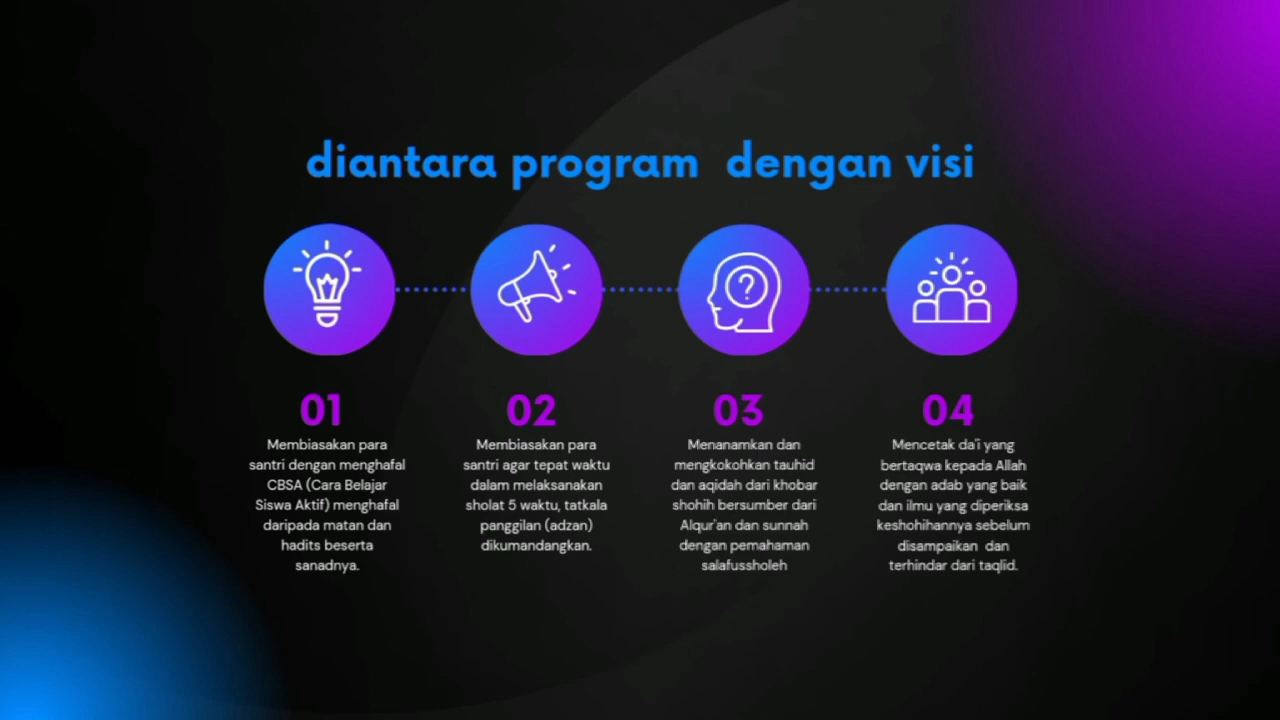 diantara program  dengan visi
01
Membiasakan para
santri dengan menghafal
CBSA (Cara Belajar
Siswa Aktif) menghafal
daripada matan dan
hadits beserta
sanadnya.
02
Membiasakan para
santri agar tepat waktu
dalam melaksanakan
sholat 5 waktu, tatkala
panggilan (adzan)
dikumandangkan.
03
Menanamkan dan
mengkokohkan tauhid
dan aqidah dari khobar
shohih bersumber dari
Alqur'an dan sunnah
dengan pemahaman
salafussholeh
04
Mencetak da'i yang
bertaqwa kepada Allah
dengan adab yang baik
dan ilmu yang diperiksa
keshohihannya sebelum
disampaikan  dan
terhindar dari taqlid.